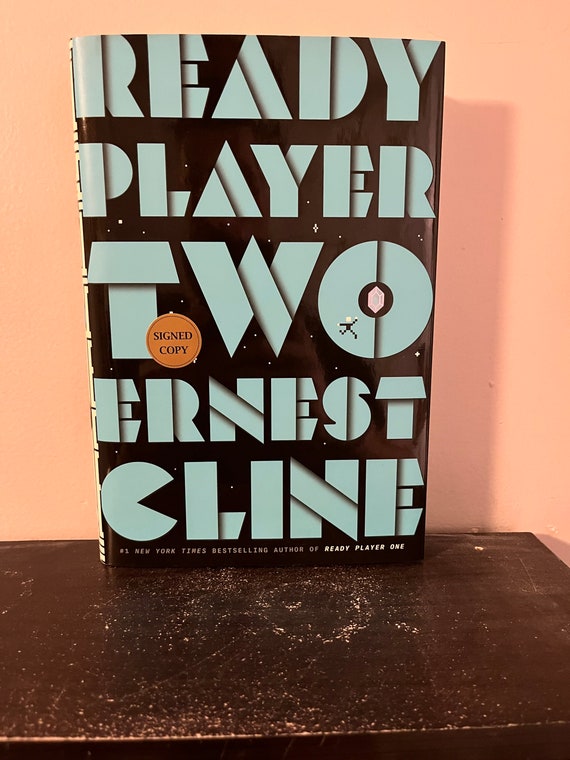 READY
PLAYER
TWO
SIGNED
COPY
ERNEST
CLINE
#1 NEW YORK TIMES BESTSELLING AUTHOR OF READY PLAYER ONE